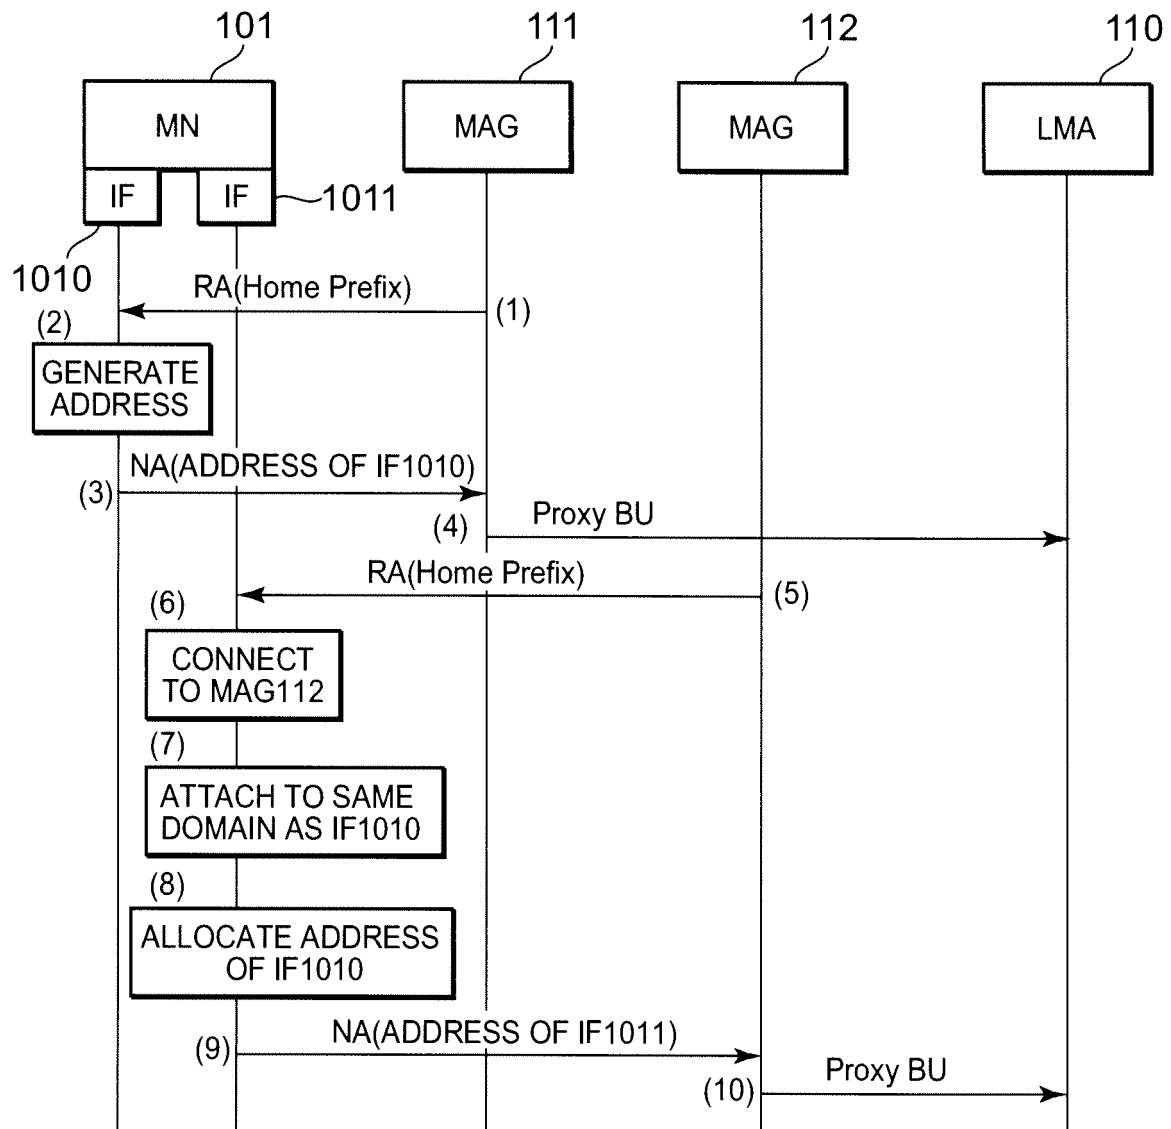 101
111
112
110
MN
MAG
MAG
LMA
IF
IF
1011
1010
RA(Home Prefix)
(1)
(2)
GENERATE
ADDRESS
NA(ADDRESS OF IF1010)
(3)
(4)
Proxy BU
RA(Home Prefix)
(5)
(6)
CONNECT
TO MAG112
(7)
ATTACH TO SAME
DOMAIN AS IF1010
(8)
ALLOCATE ADDRESS
OF IF1010
NA(ADDRESS OF IF1011)
(9)
(10)
Proxy BU